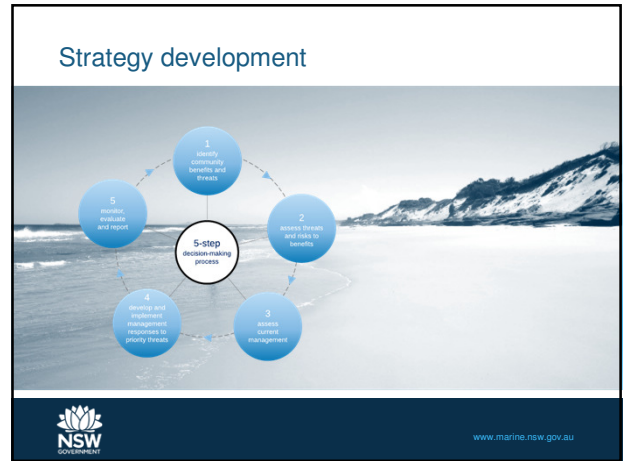 Strategy development
1
identify
community
benefits and
threats
2
assess threats
and risks to
benefits
3
assess
current
management
4
develop and
implement
management
responses to
priority threats
5
monitor,
evaluate
and report
5-step
decision-making
process
NSW
GOVERNMENT
www.marine.nsw.gov.au